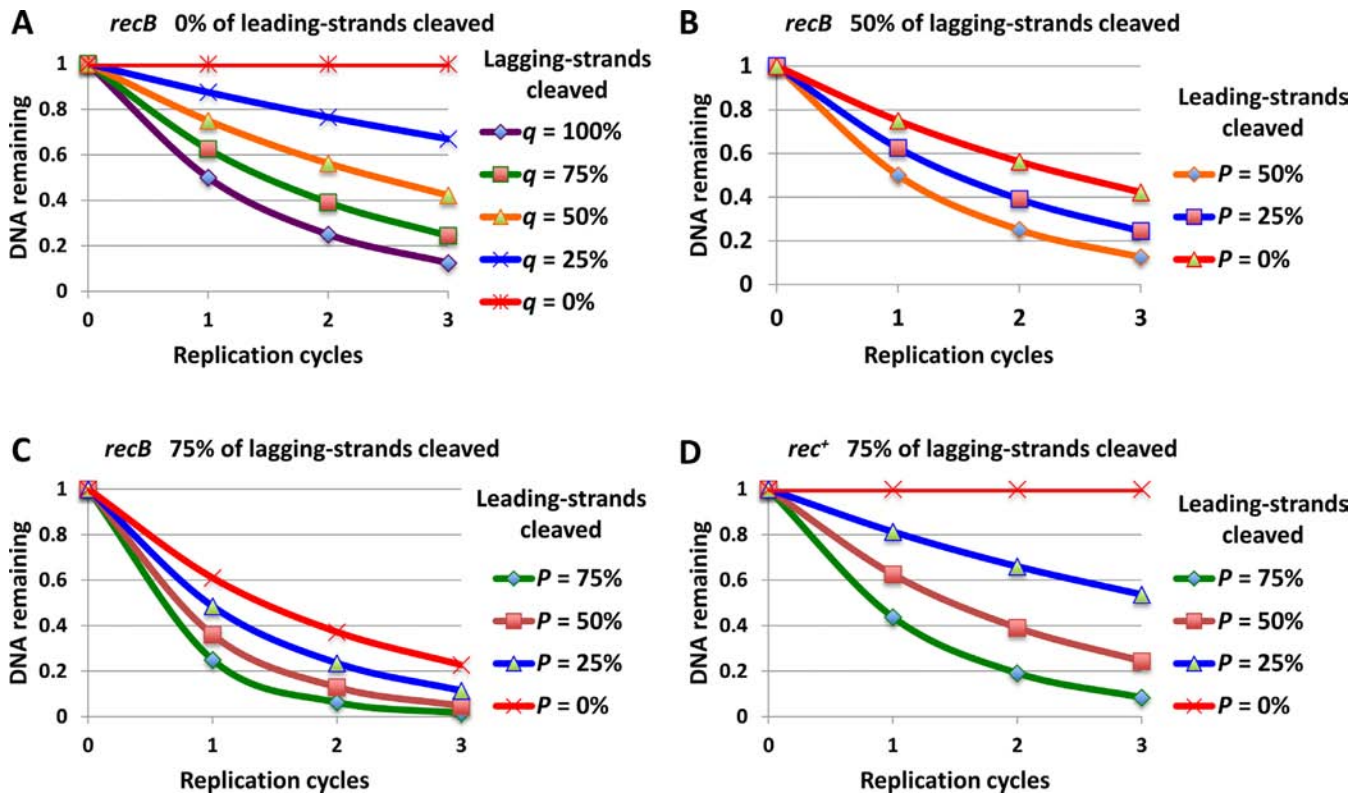 A
recB 0% of leading-strands cleaved
DNA remaining
1
0.8
0.6
0.4
0.2
0
0 1 2 3
Replication cycles
Lagging-strands
cleaved
q = 100%
q = 75%
q = 50%
q = 25%
q = 0%
B
recB 50% of lagging-strands cleaved
DNA remaining
1
0.8
0.6
0.4
0.2
0
0 1 2 3
Replication cycles
Leading-strands
cleaved
P = 50%
P = 25%
P = 0%
C
recB 75% of lagging-strands cleaved
DNA remaining
1
0.8
0.6
0.4
0.2
0
0 1 2 3
Replication cycles
Leading-strands
cleaved
P = 75%
P = 50%
P = 25%
P = 0%
D
rec⁺ 75% of lagging-strands cleaved
DNA remaining
1
0.8
0.6
0.4
0.2
0
0 1 2 3
Replication cycles
Leading-strands
cleaved
P = 75%
P = 50%
P = 25%
P = 0%